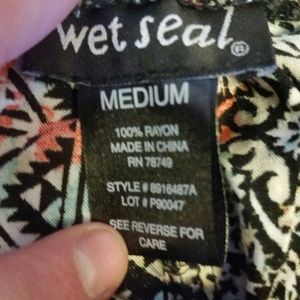 wet seal®
MEDIUM
100% RAYON
MADE IN CHINA
RN 78749
STYLE # 8916487A
LOT # P90047
SEE REVERSE FOR
CARE